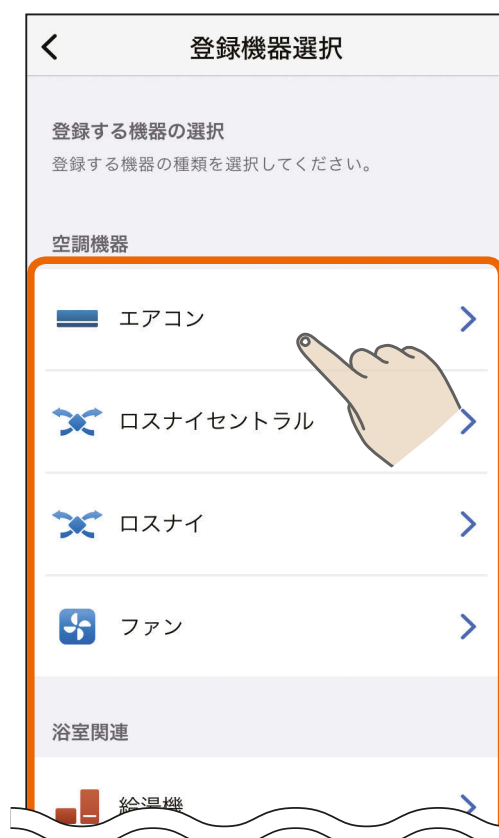 登録機器選択
登録する機器の選択
登録する機器の種類を選択してください。
空調機器
エアコン
ロスナイセントラル
ロスナイ
ファン
浴室関連
給湯機